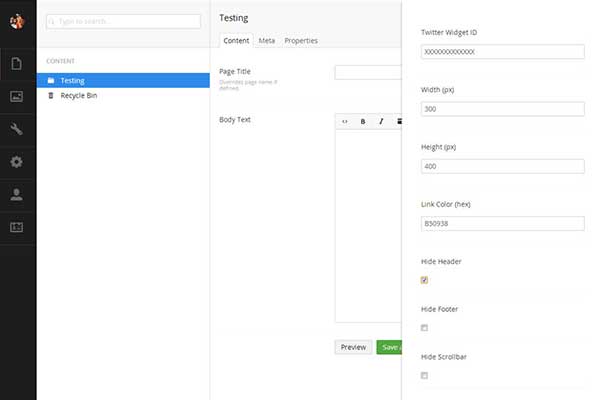 Type to search...
CONTENT
Testing
Recycle Bin
Testing
Content Meta Properties
Page Title
Overrides page name if
defined.
Body Text
B I
Preview
Save a
Twitter Widget ID
XXXXXXXXXXXXX
Width (px)
300
Height (px)
400
Link Color (hex)
B50938
Hide Header
Hide Footer
Hide Scrollbar